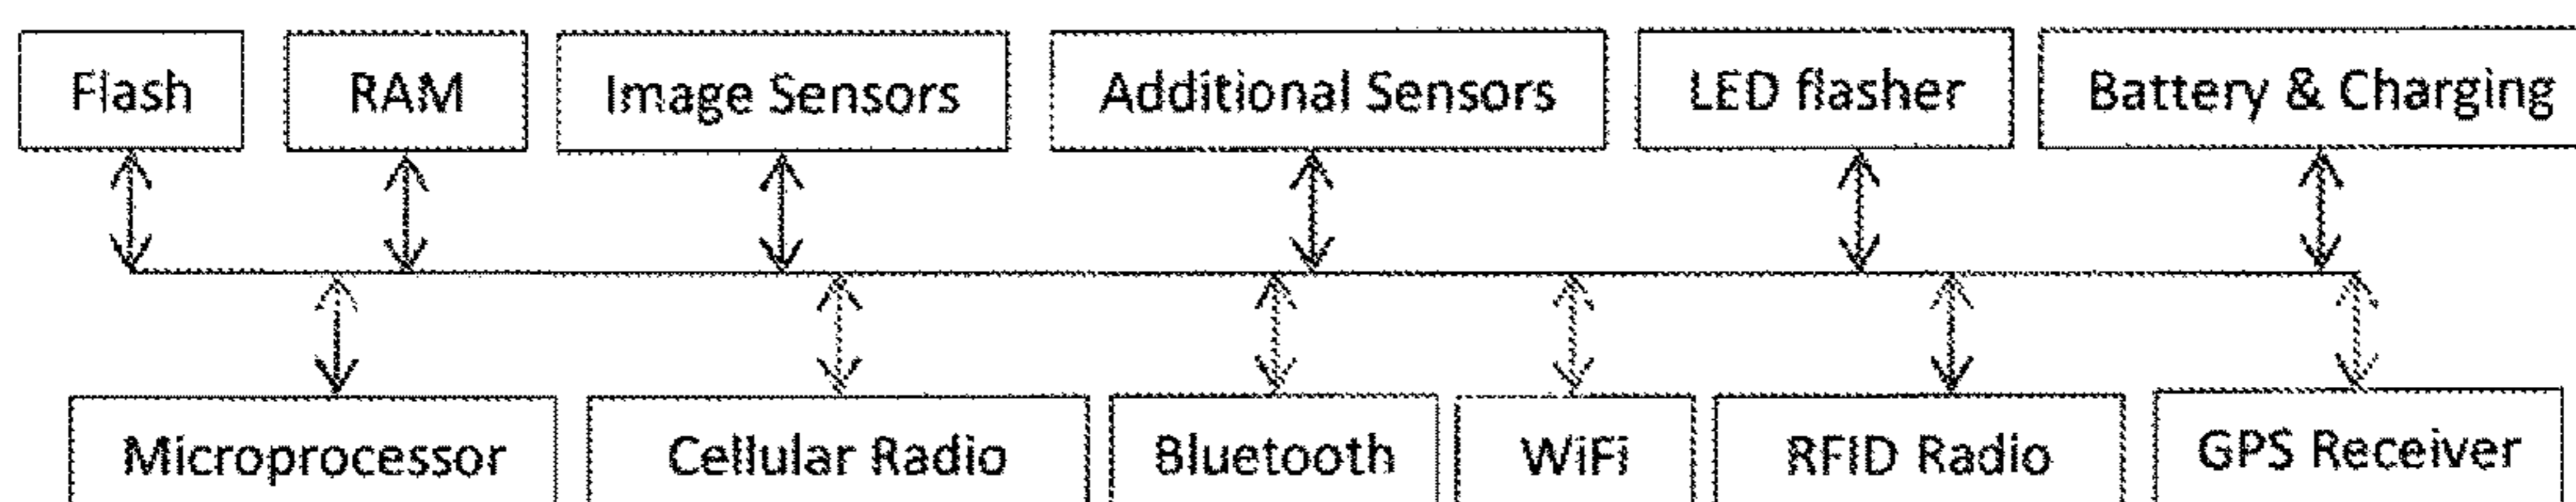 Flash RAM Image Sensors Additional Sensors LED flasher Battery & Charging
Microprocessor Cellular Radio Bluetooth WiFi RFID Radio GPS Receiver